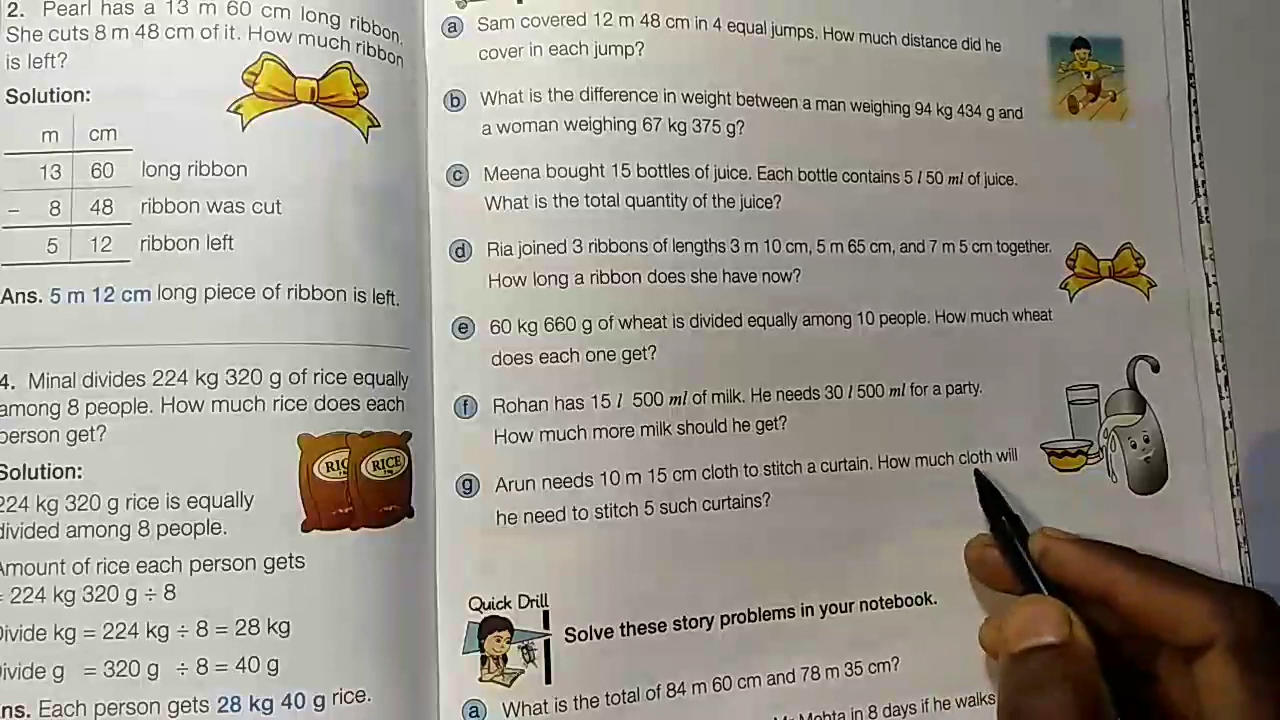 2. Pearl has a 13 m 60 cm long ribbon.
She cuts 8 m 48 cm of it. How much ribbon
is left?
Solution:
m cm
13 60 long ribbon
− 8 48 ribbon was cut
5 12 ribbon left
Ans. 5 m 12 cm long piece of ribbon is left.
4. Minal divides 224 kg 320 g of rice equally
among 8 people. How much rice does each
person get?
RICE
RICE
Solution:
224 kg 320 g rice is equally
divided among 8 people.
Amount of rice each person gets
= 224 kg 320 g ÷ 8
Divide kg = 224 kg ÷ 8 = 28 kg
Divide g = 320 g ÷ 8 = 40 g
Ans. Each person gets 28 kg 40 g rice.
a Sam covered 12 m 48 cm in 4 equal jumps. How much distance did he
cover in each jump?
b What is the difference in weight between a man weighing 94 kg 434 g and
a woman weighing 67 kg 375 g?
c Meena bought 15 bottles of juice. Each bottle contains 5 l 50 ml of juice.
What is the total quantity of the juice?
d Ria joined 3 ribbons of lengths 3 m 10 cm, 5 m 65 cm, and 7 m 5 cm together.
How long a ribbon does she have now?
e 60 kg 660 g of wheat is divided equally among 10 people. How much wheat
does each one get?
f Rohan has 15 l 500 ml of milk. He needs 30 l 500 ml for a party.
How much more milk should he get?
g Arun needs 10 m 15 cm cloth to stitch a curtain. How much cloth will
he need to stitch 5 such curtains?
Quick Drill
Solve these story problems in your notebook.
a What is the total of 84 m 60 cm and 78 m 35 cm?
Mehta in 8 days if he walks